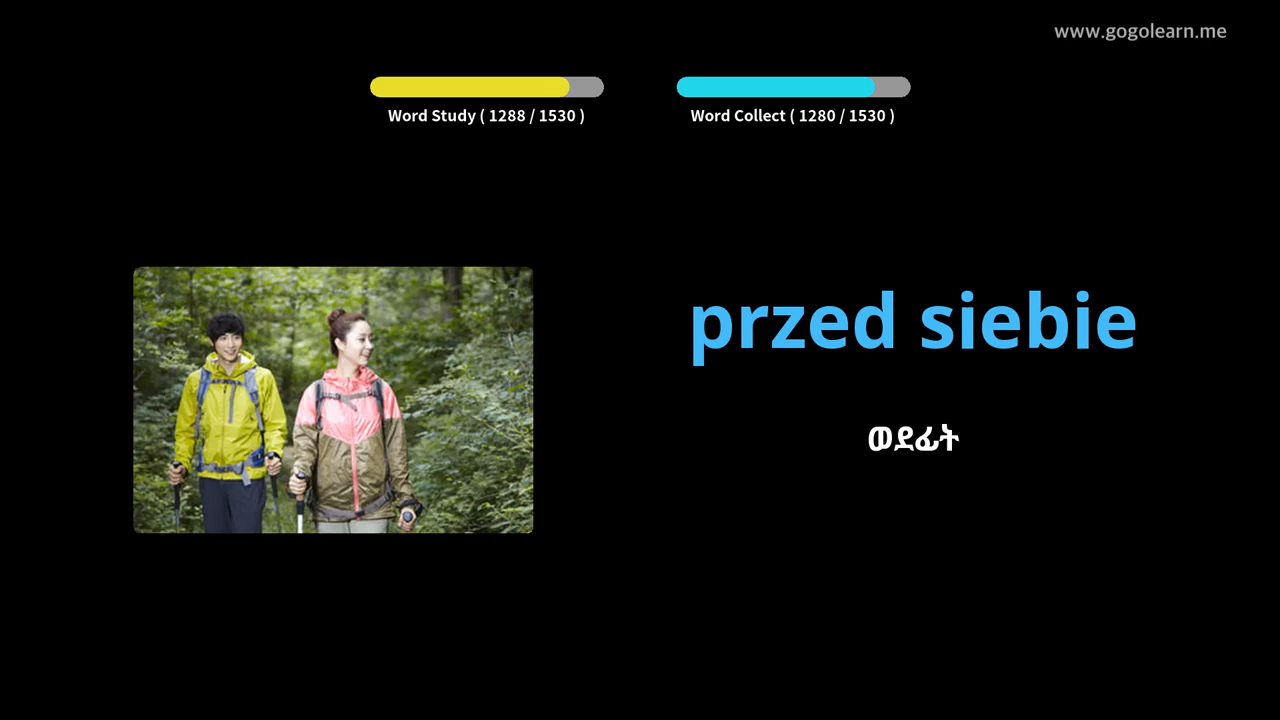 www.gogolearn.me
Word Study ( 1288 / 1530 )
Word Collect ( 1280 / 1530 )
przed siebie
ወደፊት